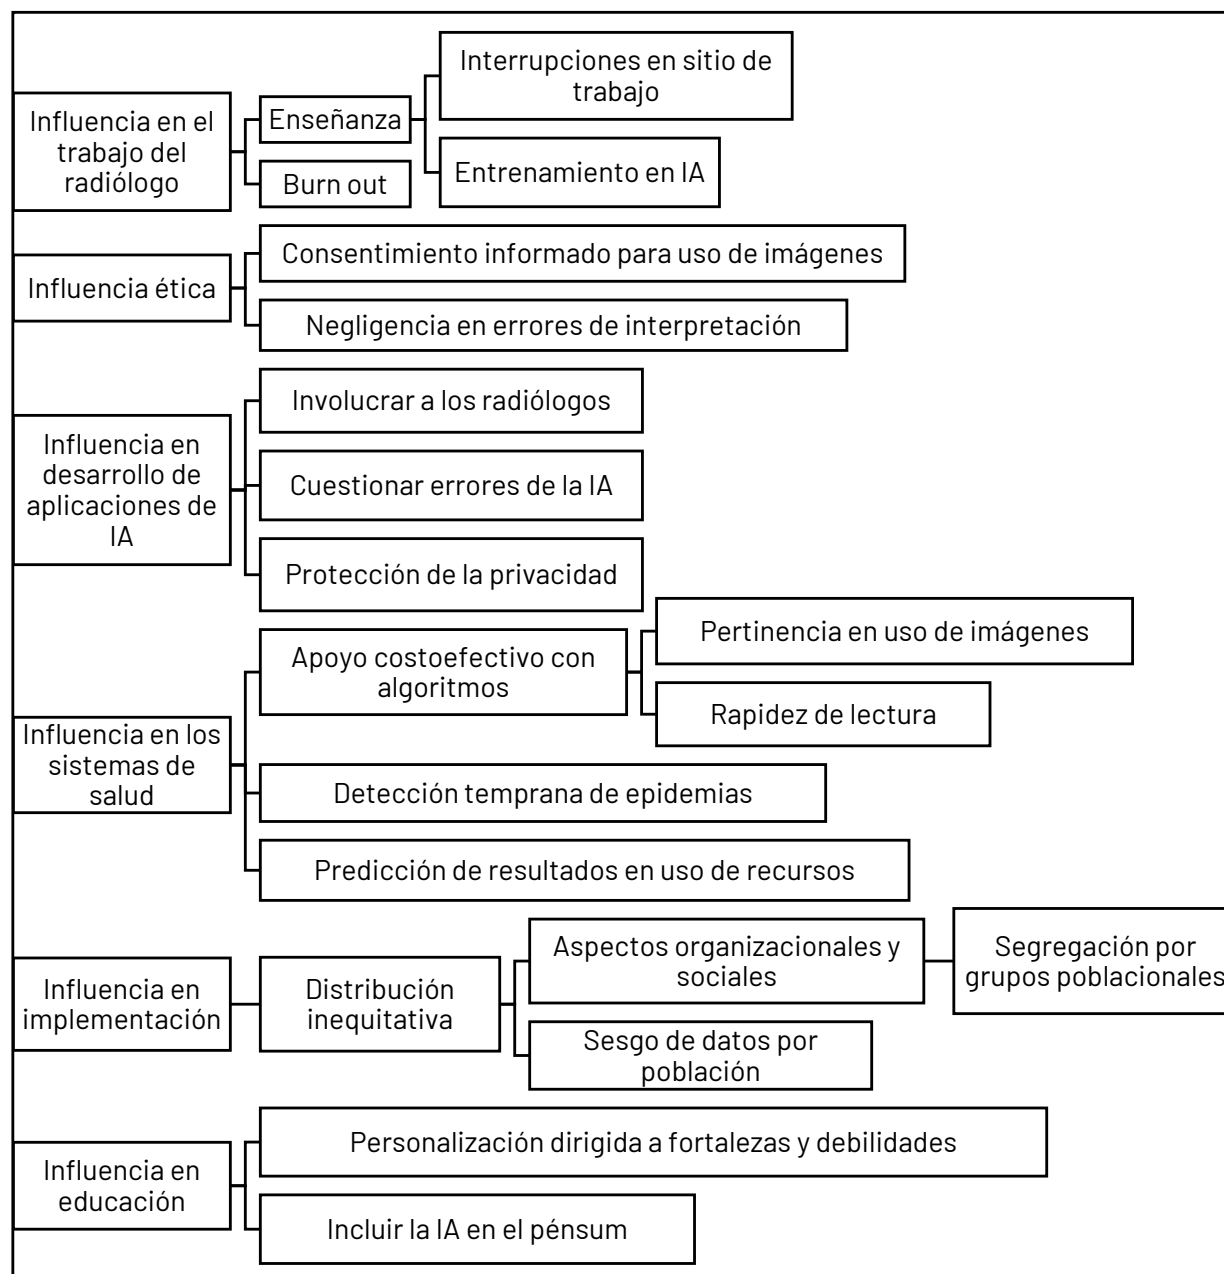 Influencia en el
trabajo del
radiólogo
Enseñanza
Interrupciones en sitio de
trabajo
Entrenamiento en IA
Burn out
Influencia ética
Consentimiento informado para uso de imágenes
Negligencia en errores de interpretación
Influencia en
desarrollo de
aplicaciones de
IA
Involucrar a los radiólogos
Cuestionar errores de la IA
Protección de la privacidad
Influencia en los
sistemas de
salud
Apoyo costoefectivo con
algoritmos
Pertinencia en uso de imágenes
Rapidez de lectura
Detección temprana de epidemias
Predicción de resultados en uso de recursos
Influencia en
implementación
Distribución
inequitativa
Aspectos organizacionales y
sociales
Segregación por
grupos poblacionales
Sesgo de datos por
población
Influencia en
educación
Personalización dirigida a fortalezas y debilidades
Incluir la IA en el pénsum